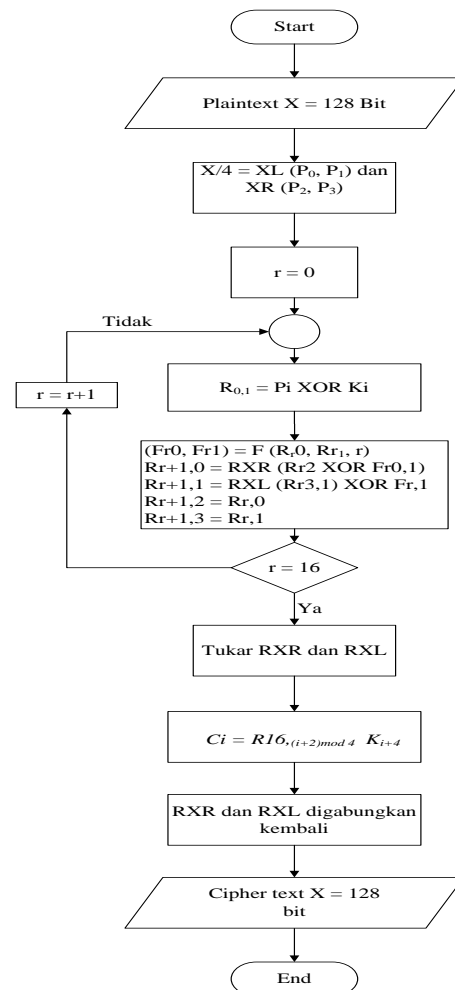 Start
Plaintext X = 128 Bit
X/4 = XL (P₀, P₁) dan
XR (P₂, P₃)
r = 0
Tidak
r = r+1
R₀,₁ = Pi XOR Ki
(Fr0, Fr1) = F (Rᵣ0, Rr₁, r)
Rr+1,0 = RXR (Rr2 XOR Fr0,1)
Rr+1,1 = RXL (Rr3,1) XOR Fr,1
Rr+1,2 = Rr,0
Rr+1,3 = Rr,1
r = 16
Ya
Tukar RXR dan RXL
Ci = R16,(i+2)mod 4 Ki+4
RXR dan RXL digabungkan
kembali
Cipher text X = 128
bit
End